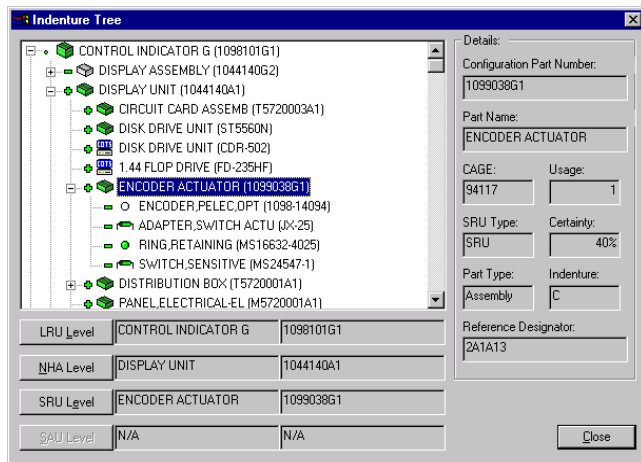 Indenture Tree
CONTROL INDICATOR G (1098101G1)
DISPLAY ASSEMBLY (1044140G2)
DISPLAY UNIT (1044140A1)
CIRCUIT CARD ASSEMB (T5720003A1)
DISK DRIVE UNIT (ST5560N)
COTS DISK DRIVE UNIT (CDR-502)
COTS 1.44 FLOP DRIVE (FD-235HF)
ENCODER ACTUATOR (1099038G1)
ENCODER,PELEC,OPT (1098-14094)
ADAPTER,SWITCH ACTU (JX-25)
RING,RETAINING (MS16632-4025)
SWITCH,SENSITIVE (MS24547-1)
DISTRIBUTION BOX (T5720001A1)
PANEL,ELECTRICAL-EL (M5720001A1)
LRU Level CONTROL INDICATOR G 1098101G1
NHA Level DISPLAY UNIT 1044140A1
SRU Level ENCODER ACTUATOR 1099038G1
SAU Level N/A N/A
Details:
Configuration Part Number:
1099038G1
Part Name:
ENCODER ACTUATOR
CAGE: Usage:
94117 1
SRU Type: Certainty:
SRU 40%
Part Type: Indenture:
Assembly C
Reference Designator:
2A1A13
Close